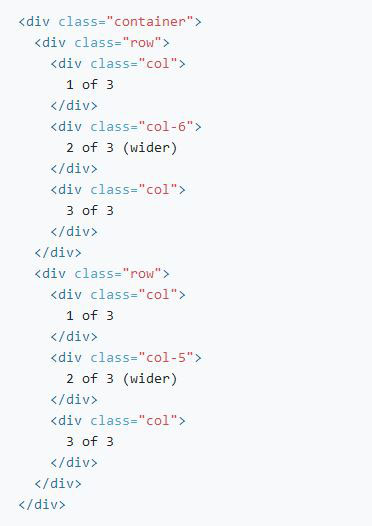 <div class="container">
  <div class="row">
    <div class="col">
      1 of 3
    </div>
    <div class="col-6">
      2 of 3 (wider)
    </div>
    <div class="col">
      3 of 3
    </div>
  </div>
  <div class="row">
    <div class="col">
      1 of 3
    </div>
    <div class="col-5">
      2 of 3 (wider)
    </div>
    <div class="col">
      3 of 3
    </div>
  </div>
</div>